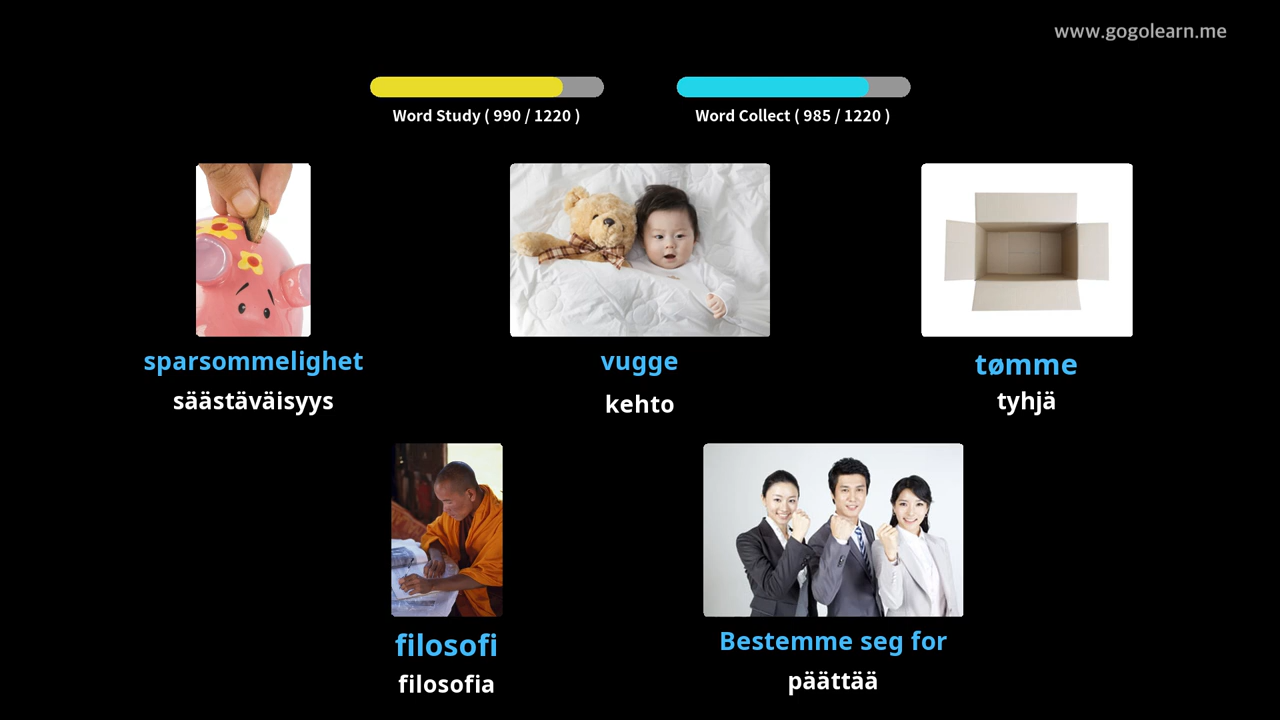 www.gogolearn.me
Word Study ( 990 / 1220 )
Word Collect ( 985 / 1220 )
sparsommelighet
säästäväisyys
vugge
kehto
tømme
tyhjä
filosofi
filosofia
Bestemme seg for
päättää